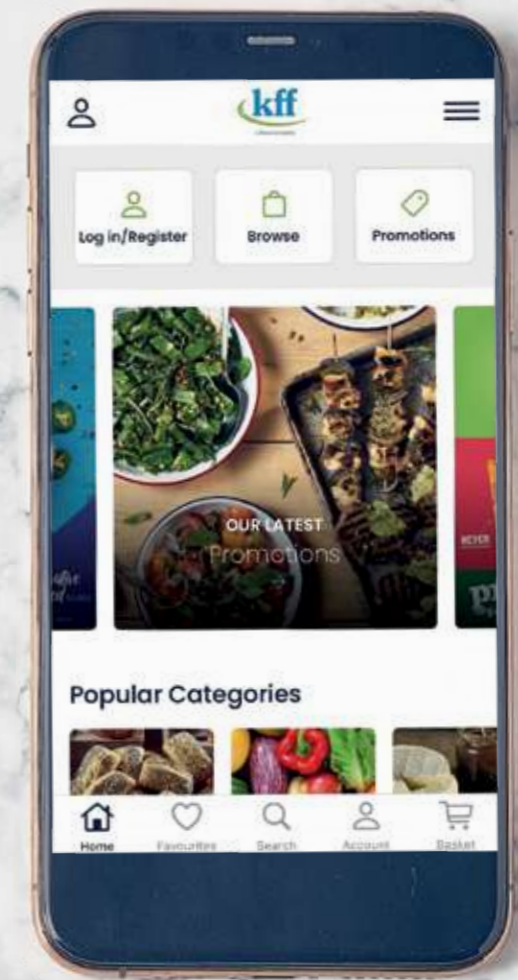 kff
Log in/Register
Browse
Promotions
OUR LATEST
Promotions
Popular Categories
Home
Favourites
Search
Account
Basket